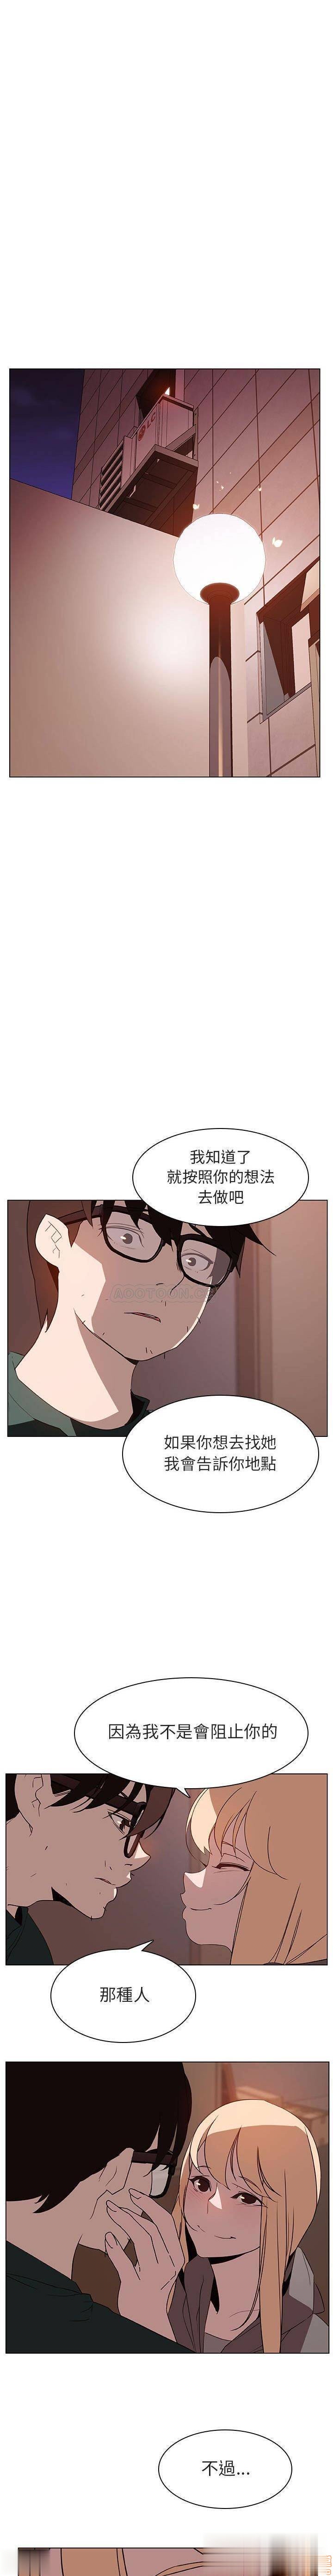 LG
我知道了
就按照你的想法
去做吧
如果你想去找她
我會告訴你地點
因為我不是會阻止你的
那種人
不過…